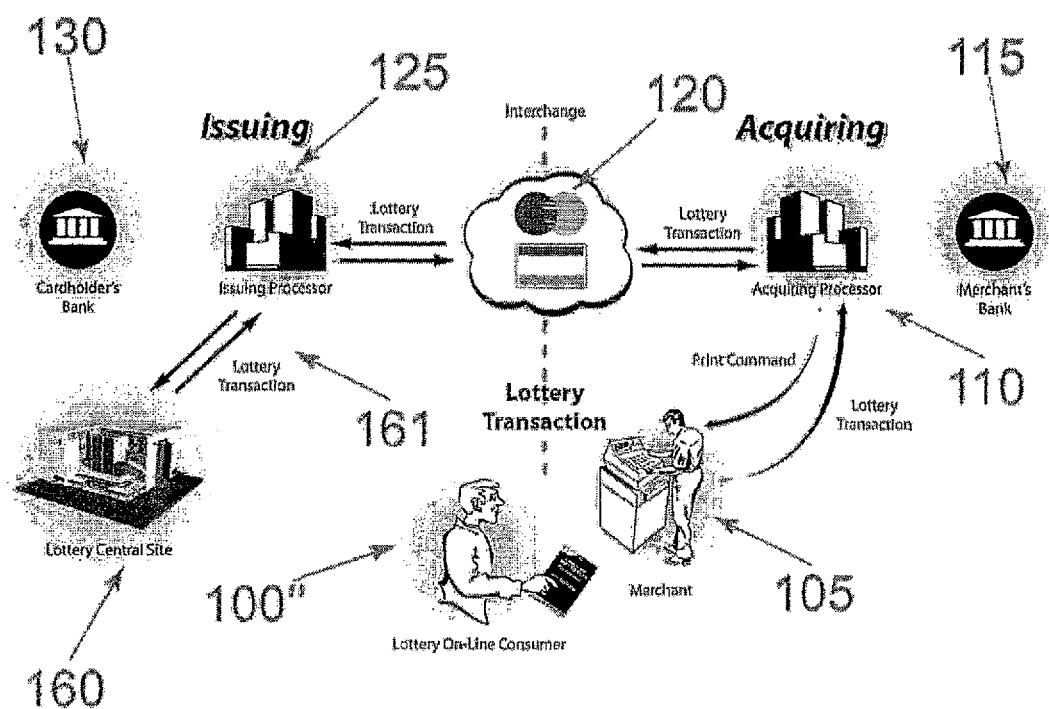 130
125
Interchange
120
115
Issuing
Acquiring
Lottery
Transaction
Lottery
Transaction
Cardholder's
Bank
Issuing Processor
Acquiring Processor
Merchant's
Bank
Lottery
Transaction
161
Lottery
Transaction
Print Command
110
Lottery
Transaction
Lottery Central Site
100"
Merchant
105
Lottery On-Line Consumer
160